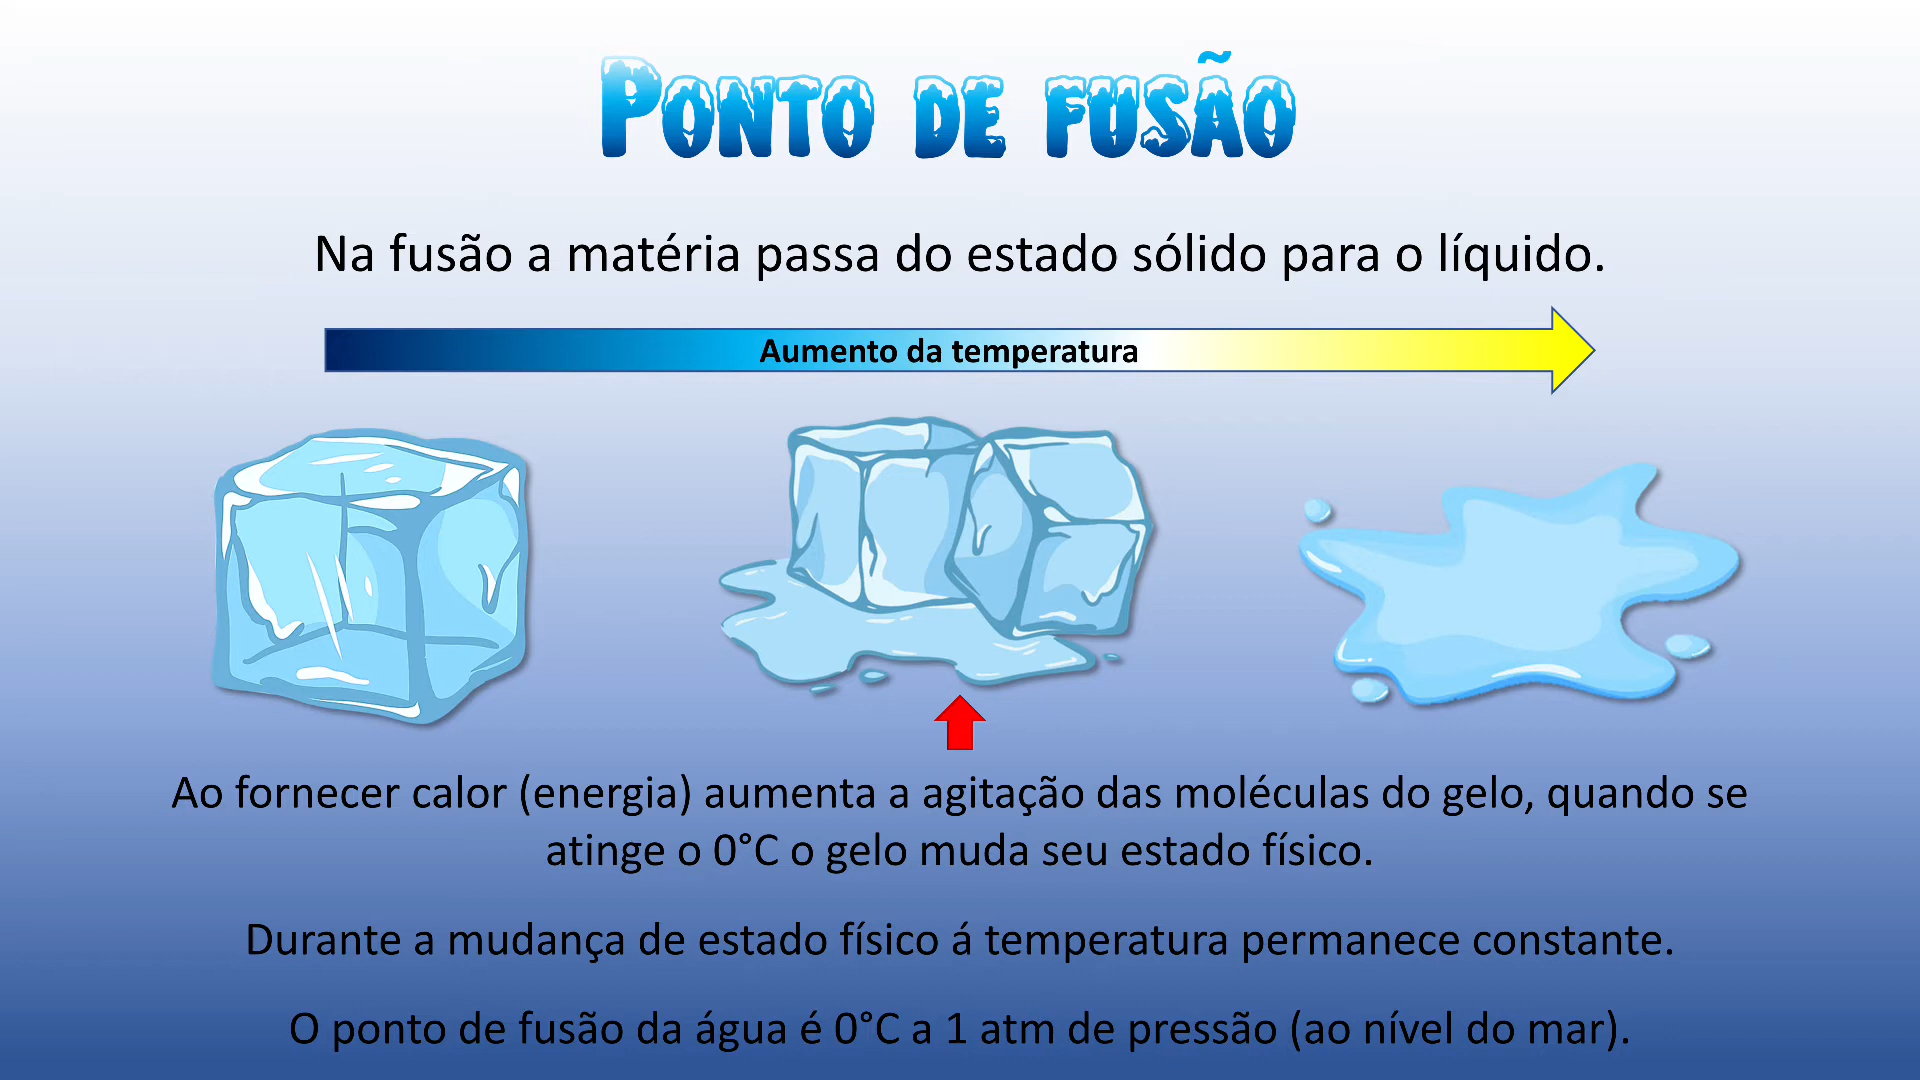 Ponto de fusão
Na fusão a matéria passa do estado sólido para o líquido.
Aumento da temperatura
Ao fornecer calor (energia) aumenta a agitação das moléculas do gelo, quando se
atinge o 0°C o gelo muda seu estado físico.
Durante a mudança de estado físico á temperatura permanece constante.
O ponto de fusão da água é 0°C a 1 atm de pressão (ao nível do mar).